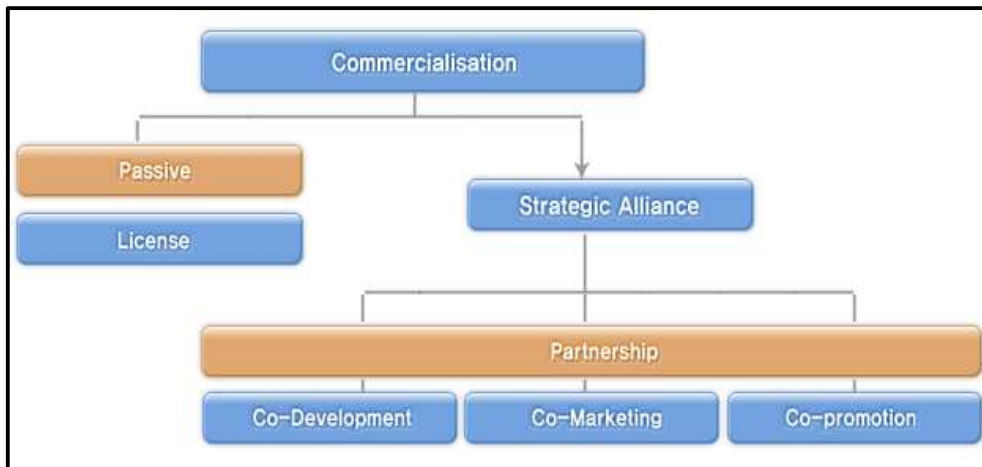 Commercialisation
Passive
License
Strategic Alliance
Partnership
Co-Development
Co-Marketing
Co-promotion